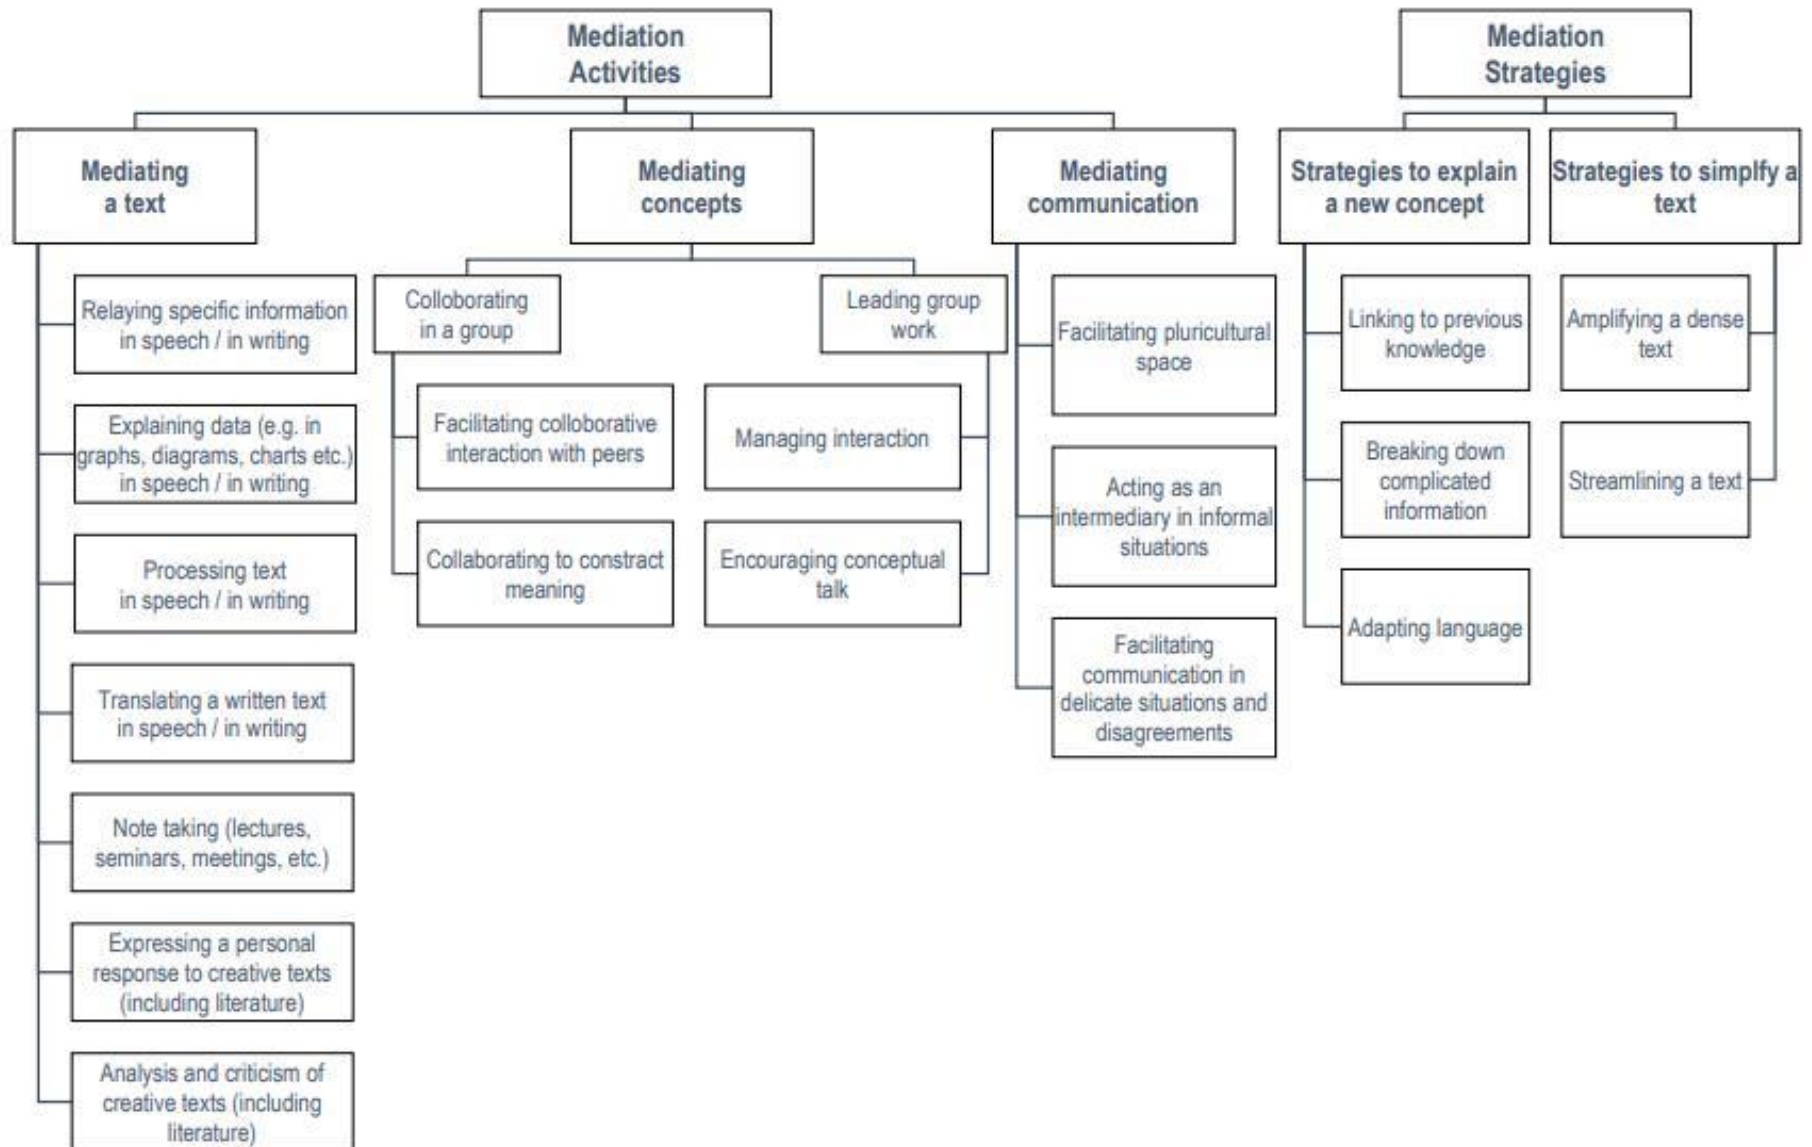 Mediation
Activities
Mediating
a text
Relaying specific information
in speech / in writing
Explaining data (e.g. in
graphs, diagrams, charts etc.)
in speech / in writing
Processing text
in speech / in writing
Translating a written text
in speech / in writing
Note taking (lectures,
seminars, meetings, etc.)
Expressing a personal
response to creative texts
(including literature)
Analysis and criticism of
creative texts (including
literature)
Mediating
concepts
Colloborating
in a group
Facilitating colloborative
interaction with peers
Collaborating to constract
meaning
Leading group
work
Managing interaction
Encouraging conceptual
talk
Mediating
communication
Facilitating pluricultural
space
Acting as an
intermediary in informal
situations
Facilitating
communication in
delicate situations and
disagreements
Mediation
Strategies
Strategies to explain
a new concept
Linking to previous
knowledge
Breaking down
complicated
information
Adapting language
Strategies to simplfy a
text
Amplifying a dense
text
Streamlining a text